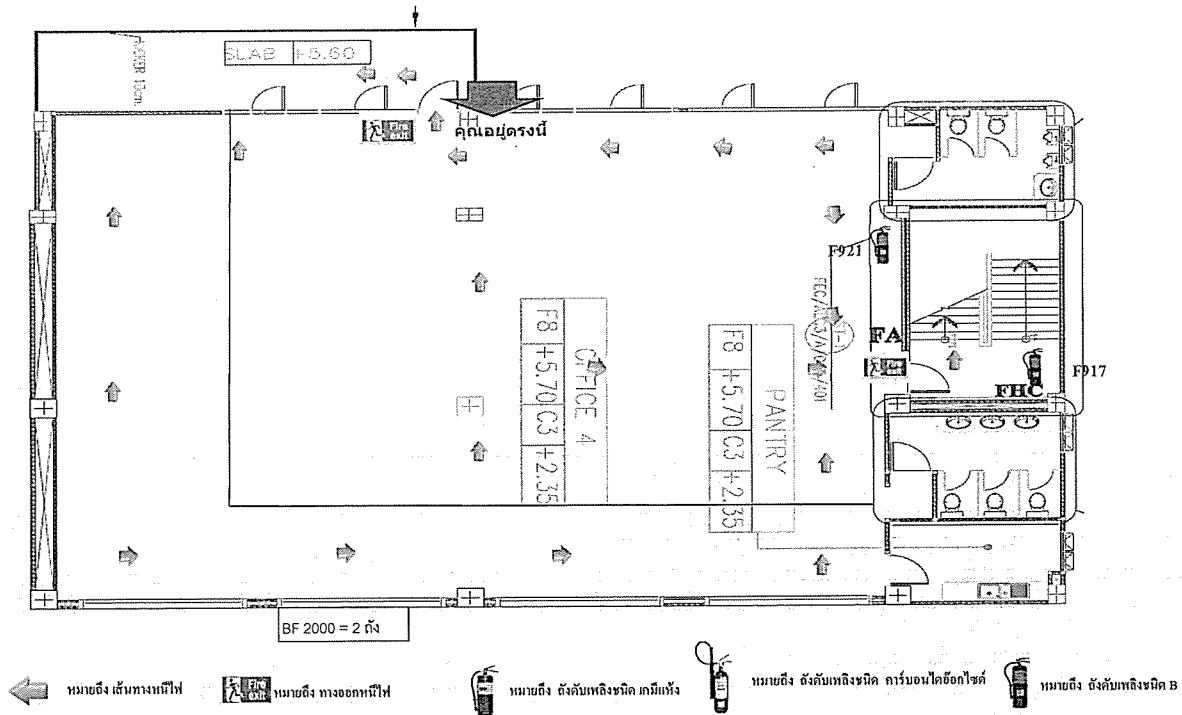 SLAB +5.60
คุณอยู่ตรงนี้
F921
FA
FHC
F917
OFFICE 4
F8 +5.70 C3 +2.35
PANTRY
F8 +5.70 C3 +2.35
BF 2000 = 2 ถัง
หมายถึง เส้นทางหนีไฟ
Fire Exit หมายถึง ทางออกหนีไฟ
หมายถึง ถังดับเพลิงชนิด เคมีแห้ง
หมายถึง ถังดับเพลิงชนิด คาร์บอนไดอ๊อกไซด์
หมายถึง ถังดับเพลิงชนิด B